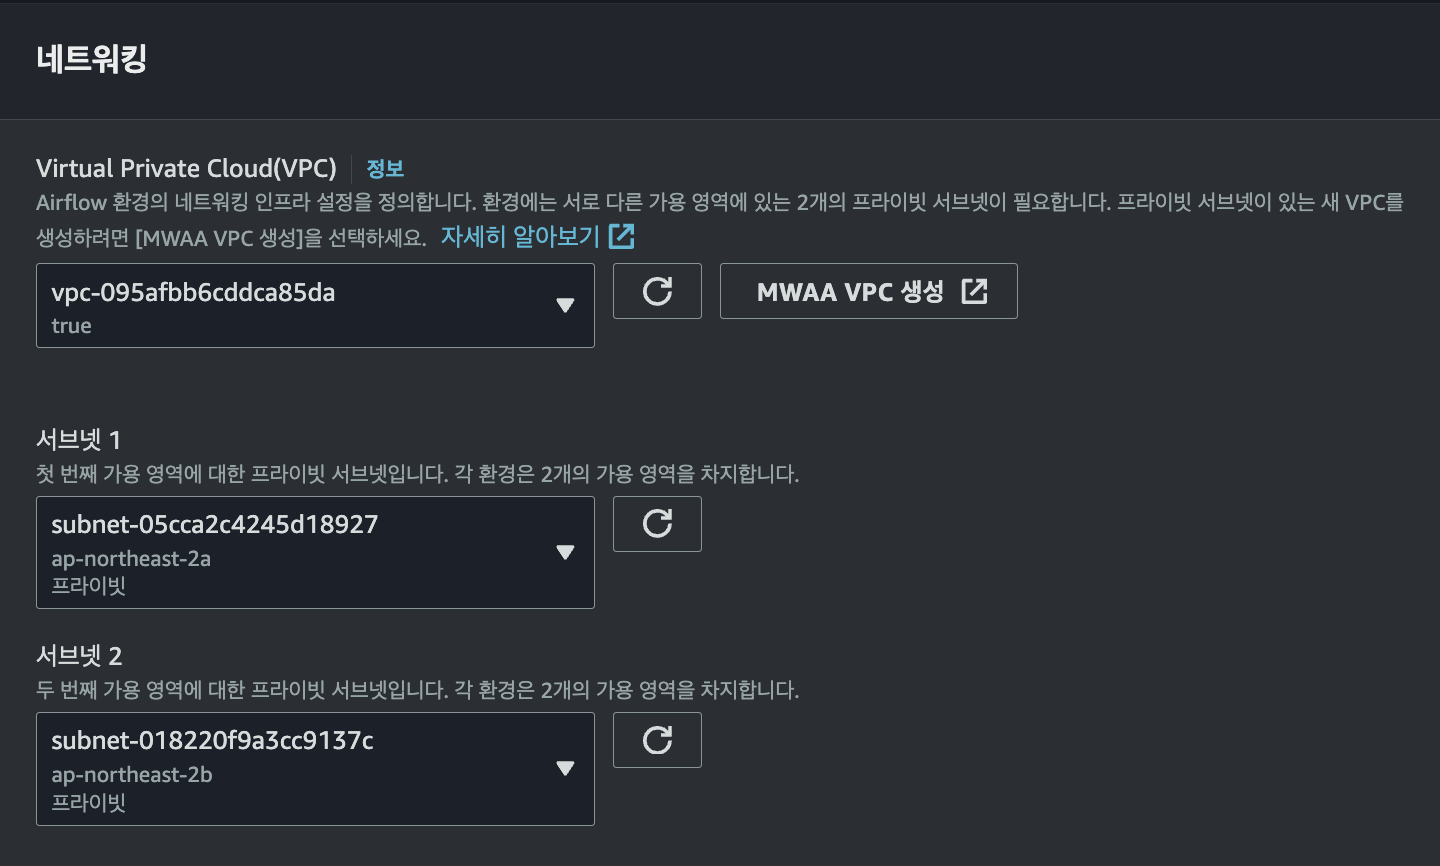 네트워킹
Virtual Private Cloud(VPC) 정보
Airflow 환경의 네트워킹 인프라 설정을 정의합니다. 환경에는 서로 다른 가용 영역에 있는 2개의 프라이빗 서브넷이 필요합니다. 프라이빗 서브넷이 있는 새 VPC를
생성하려면 [MWAA VPC 생성]을 선택하세요. 자세히 알아보기
vpc-095afbb6cddca85da
true
MWAA VPC 생성
서브넷 1
첫 번째 가용 영역에 대한 프라이빗 서브넷입니다. 각 환경은 2개의 가용 영역을 차지합니다.
subnet-05cca2c4245d18927
ap-northeast-2a
프라이빗
서브넷 2
두 번째 가용 영역에 대한 프라이빗 서브넷입니다. 각 환경은 2개의 가용 영역을 차지합니다.
subnet-018220f9a3cc9137c
ap-northeast-2b
프라이빗